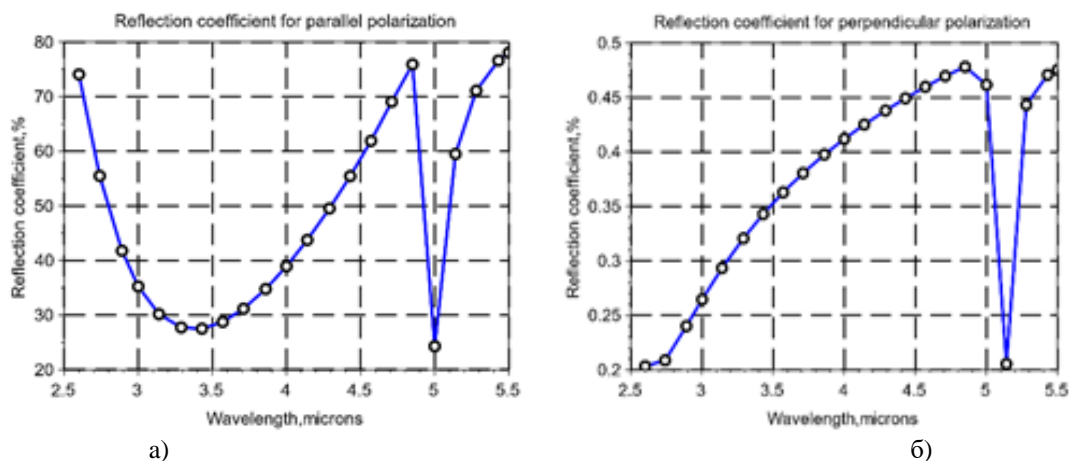 Reflection coefficient for parallel polarization
80
70
60
50
40
30
20
Reflection coefficient,%
2.5 3 3.5 4 4.5 5 5.5
Wavelength,microns
а)
Reflection coefficient for perpendicular polarization
0.5
0.45
0.4
0.35
0.3
0.25
0.2
Reflection coefficient,%
2.5 3 3.5 4 4.5 5 5.5
Wavelength,microns
б)